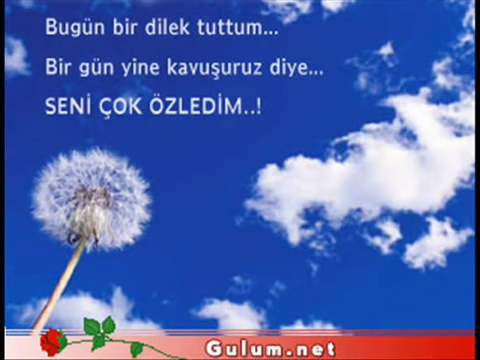 Bugün bir dilek tuttum...
Bir gün yine kavuşuruz diye...
SENİ ÇOK ÖZLEDİM..!
Gulum.net